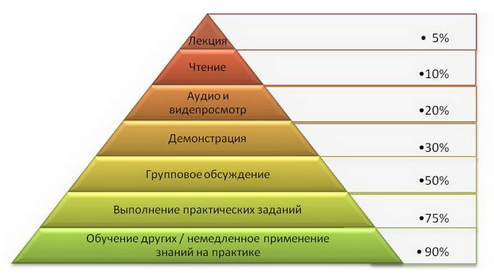 Лекция
• 5%
Чтение
•10%
Аудио и
видепросмотр
•20%
Демонстрация
•30%
Групповое обсуждение
•50%
Выполнение практических заданий
•75%
Обучение других / немедленное применение
знаний на практике
• 90%